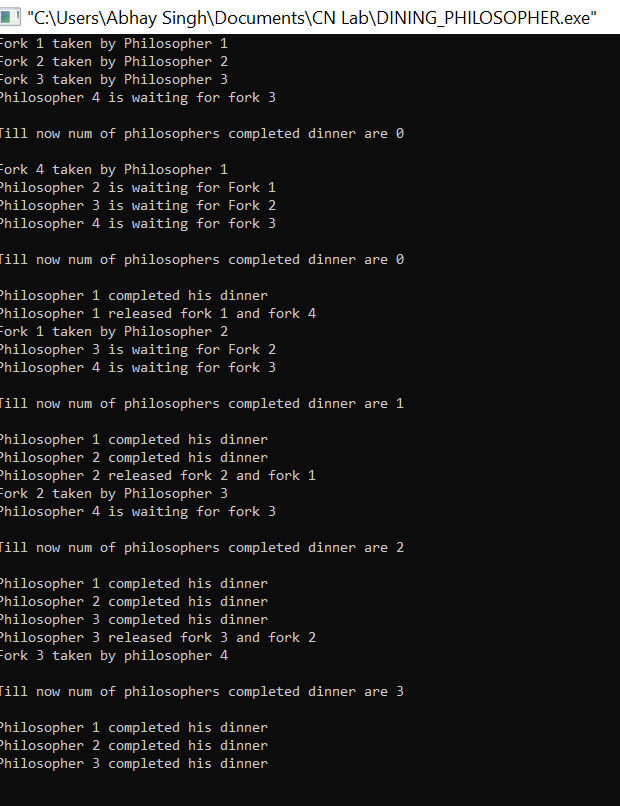 "C:\Users\Abhay Singh\Documents\CN Lab\DINING_PHILOSOPHER.exe"
Fork 1 taken by Philosopher 1
Fork 2 taken by Philosopher 2
Fork 3 taken by Philosopher 3
Philosopher 4 is waiting for fork 3
Till now num of philosophers completed dinner are 0
Fork 4 taken by Philosopher 1
Philosopher 2 is waiting for Fork 1
Philosopher 3 is waiting for Fork 2
Philosopher 4 is waiting for fork 3
Till now num of philosophers completed dinner are 0
Philosopher 1 completed his dinner
Philosopher 1 released fork 1 and fork 4
Fork 1 taken by Philosopher 2
Philosopher 3 is waiting for Fork 2
Philosopher 4 is waiting for fork 3
Till now num of philosophers completed dinner are 1
Philosopher 1 completed his dinner
Philosopher 2 completed his dinner
Philosopher 2 released fork 2 and fork 1
Fork 2 taken by Philosopher 3
Philosopher 4 is waiting for fork 3
Till now num of philosophers completed dinner are 2
Philosopher 1 completed his dinner
Philosopher 2 completed his dinner
Philosopher 3 completed his dinner
Philosopher 3 released fork 3 and fork 2
Fork 3 taken by philosopher 4
Till now num of philosophers completed dinner are 3
Philosopher 1 completed his dinner
Philosopher 2 completed his dinner
Philosopher 3 completed his dinner